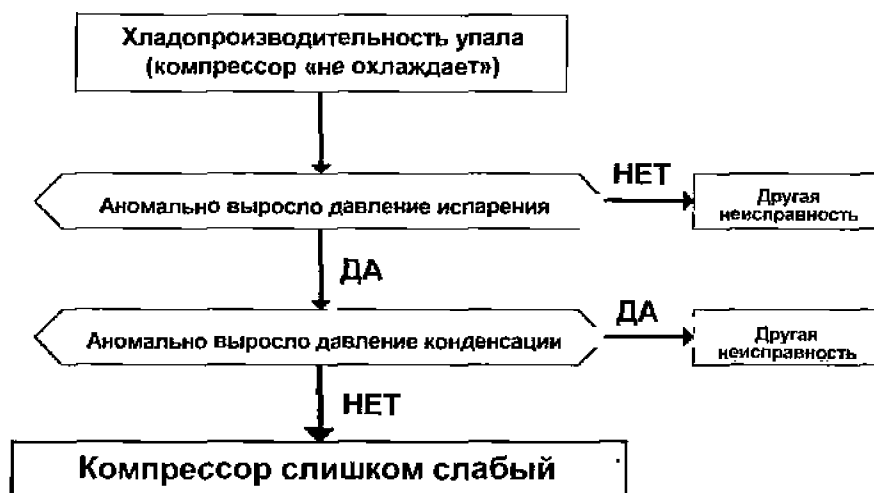 Хладопроизводительность упала
(компрессор «не охлаждает»)
НЕТ
Аномально выросло давление испарения
Другая
неисправность
ДА
ДА
Аномально выросло давление конденсации
Другая
неисправность
НЕТ
Компрессор слишком слабый